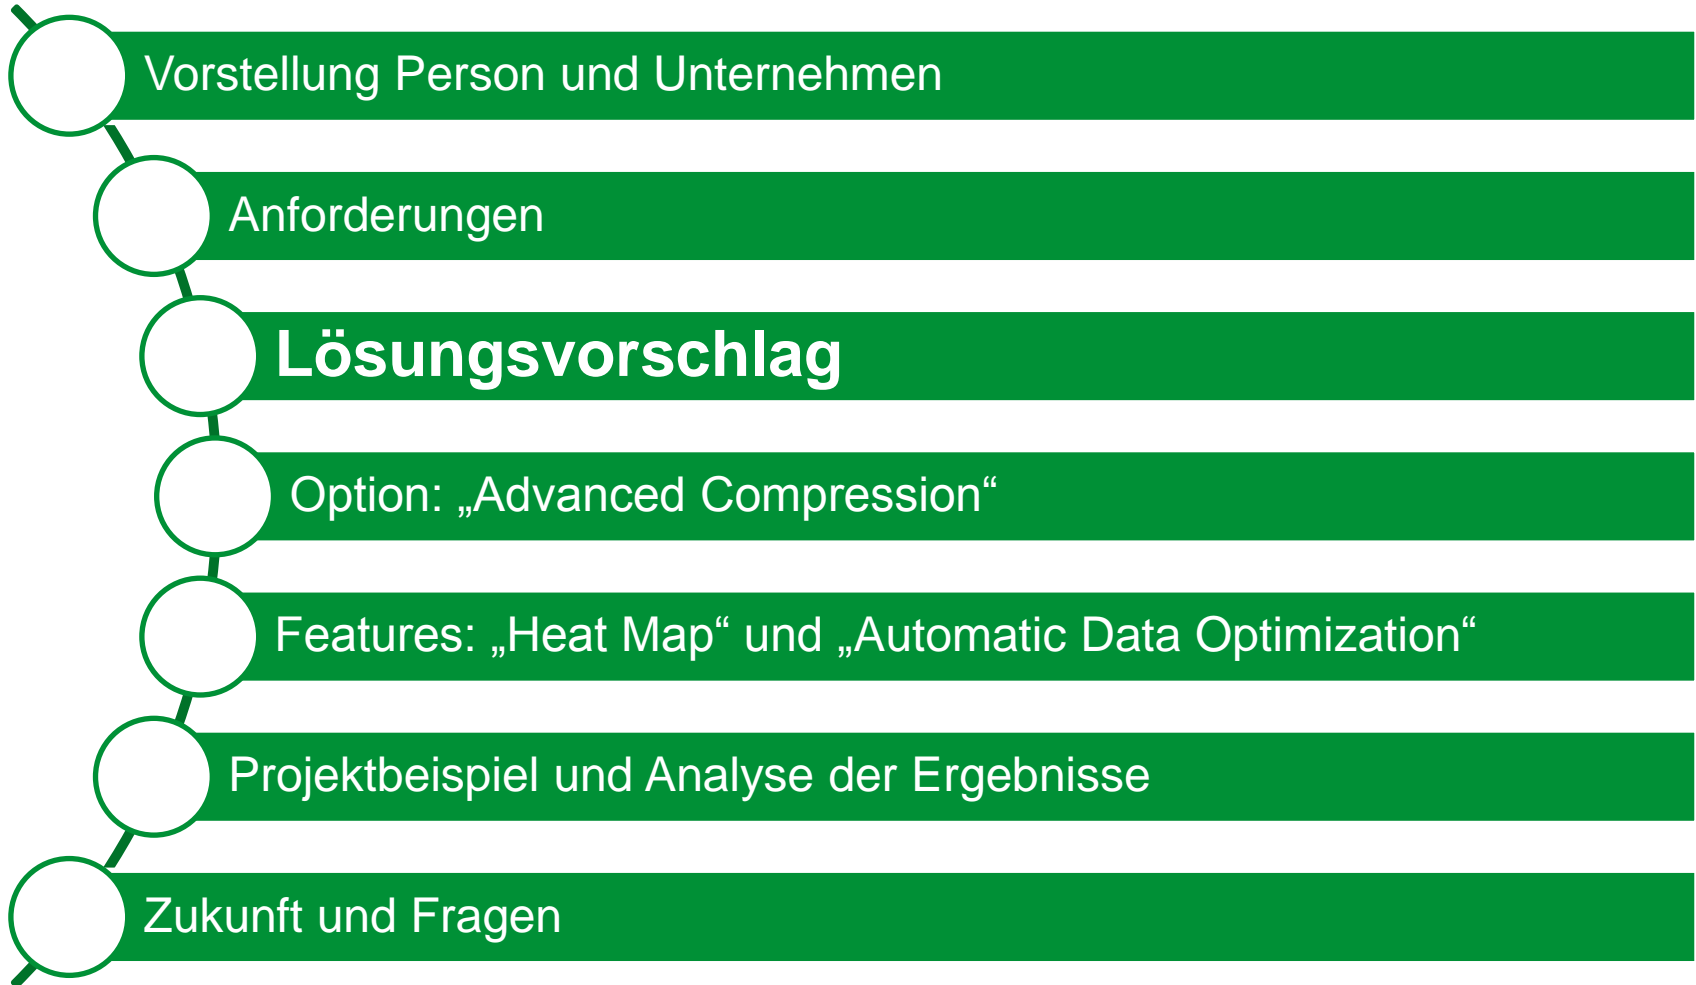 Vorstellung Person und Unternehmen
Anforderungen
Lösungsvorschlag
Option: „Advanced Compression“
Features: „Heat Map“ und „Automatic Data Optimization“
Projektbeispiel und Analyse der Ergebnisse
Zukunft und Fragen